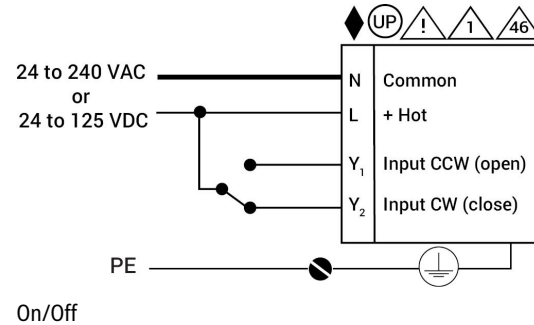 UP ! 1 46
24 to 240 VAC
or
24 to 125 VDC
N Common
L + Hot
Y1 Input CCW (open)
Y2 Input CW (close)
PE
On/Off